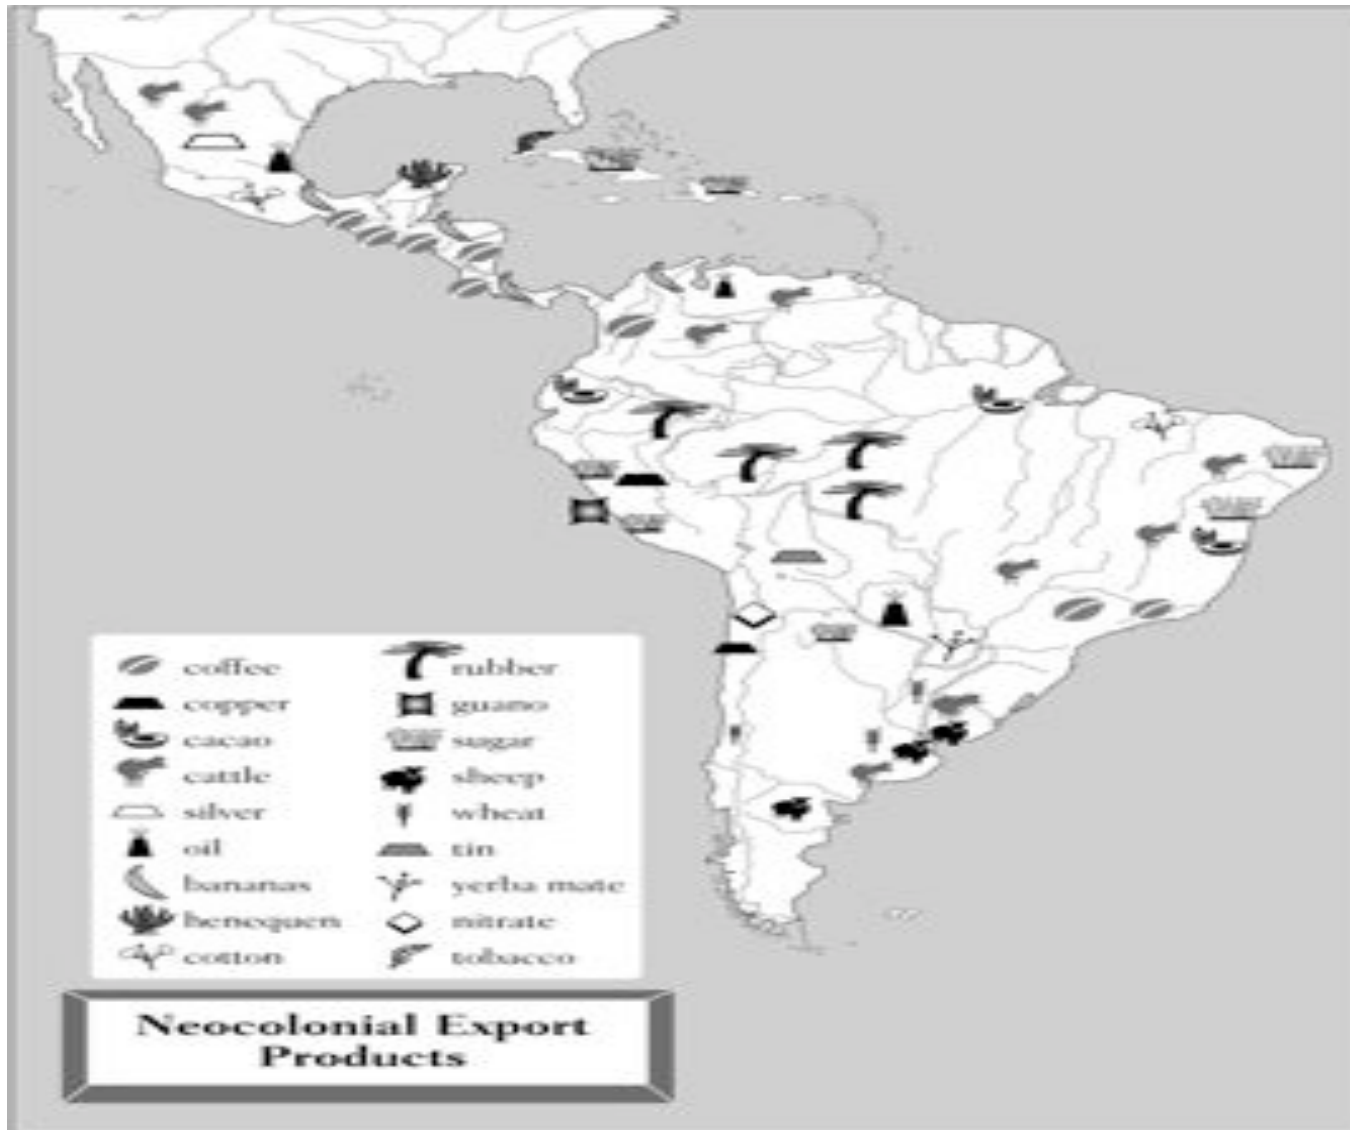 coffee
copper
cacao
cattle
silver
oil
bananas
henequen
cotton
rubber
guano
sugar
sheep
wheat
tin
yerba mate
nitrate
tobacco
Neocolonial Export
Products